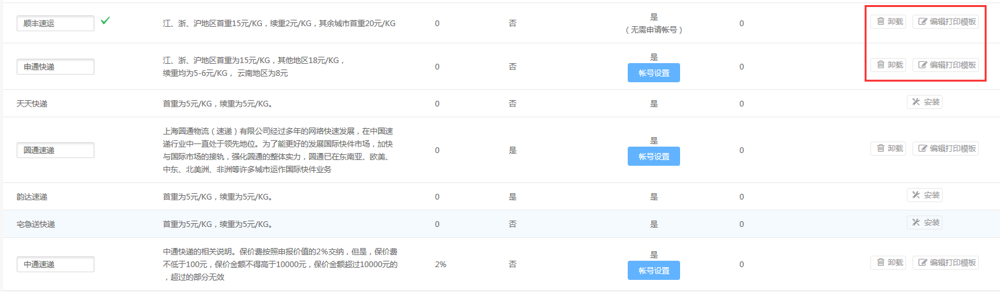 顺丰速运 江、浙、沪地区首重15元/KG，续重2元/KG，其余城市首重20元/KG 0 否 是 0 卸载 编辑打印模板
（无需申请帐号）
申通快递 江、浙、沪地区首重为15元/KG，其他地区18元/KG， 0 否 是 0 卸载 编辑打印模板
续重均为5-6元/KG， 云南地区为8元 帐号设置
天天快递 首重为5元/KG，续重为5元/KG。 0 否 是 0 安装
上海圆通物流（速递）有限公司经过多年的网络快速发展，在中国速
递行业中一直处于领先地位。为了能更好的发展国际快件市场，加快 是
圆通速递 与国际市场的接轨，强化圆通的整体实力，圆通已在东南亚、欧美、 0 是 帐号设置 0 卸载 编辑打印模板
中东、北美洲、非洲等许多城市运作国际快件业务
韵达速递 首重为5元/KG，续重为5元/KG。 0 是 是 0 安装
宅急送快递 首重为5元/KG，续重为5元/KG。 0 否 是 0 安装
中通快递的相关说明。保价费按照申报价值的2%交纳，但是，保价费 是
中通速递 不低于100元，保价金额不得高于10000元，保价金额超过10000元的 2% 否 帐号设置 0 卸载 编辑打印模板
，超过的部分无效